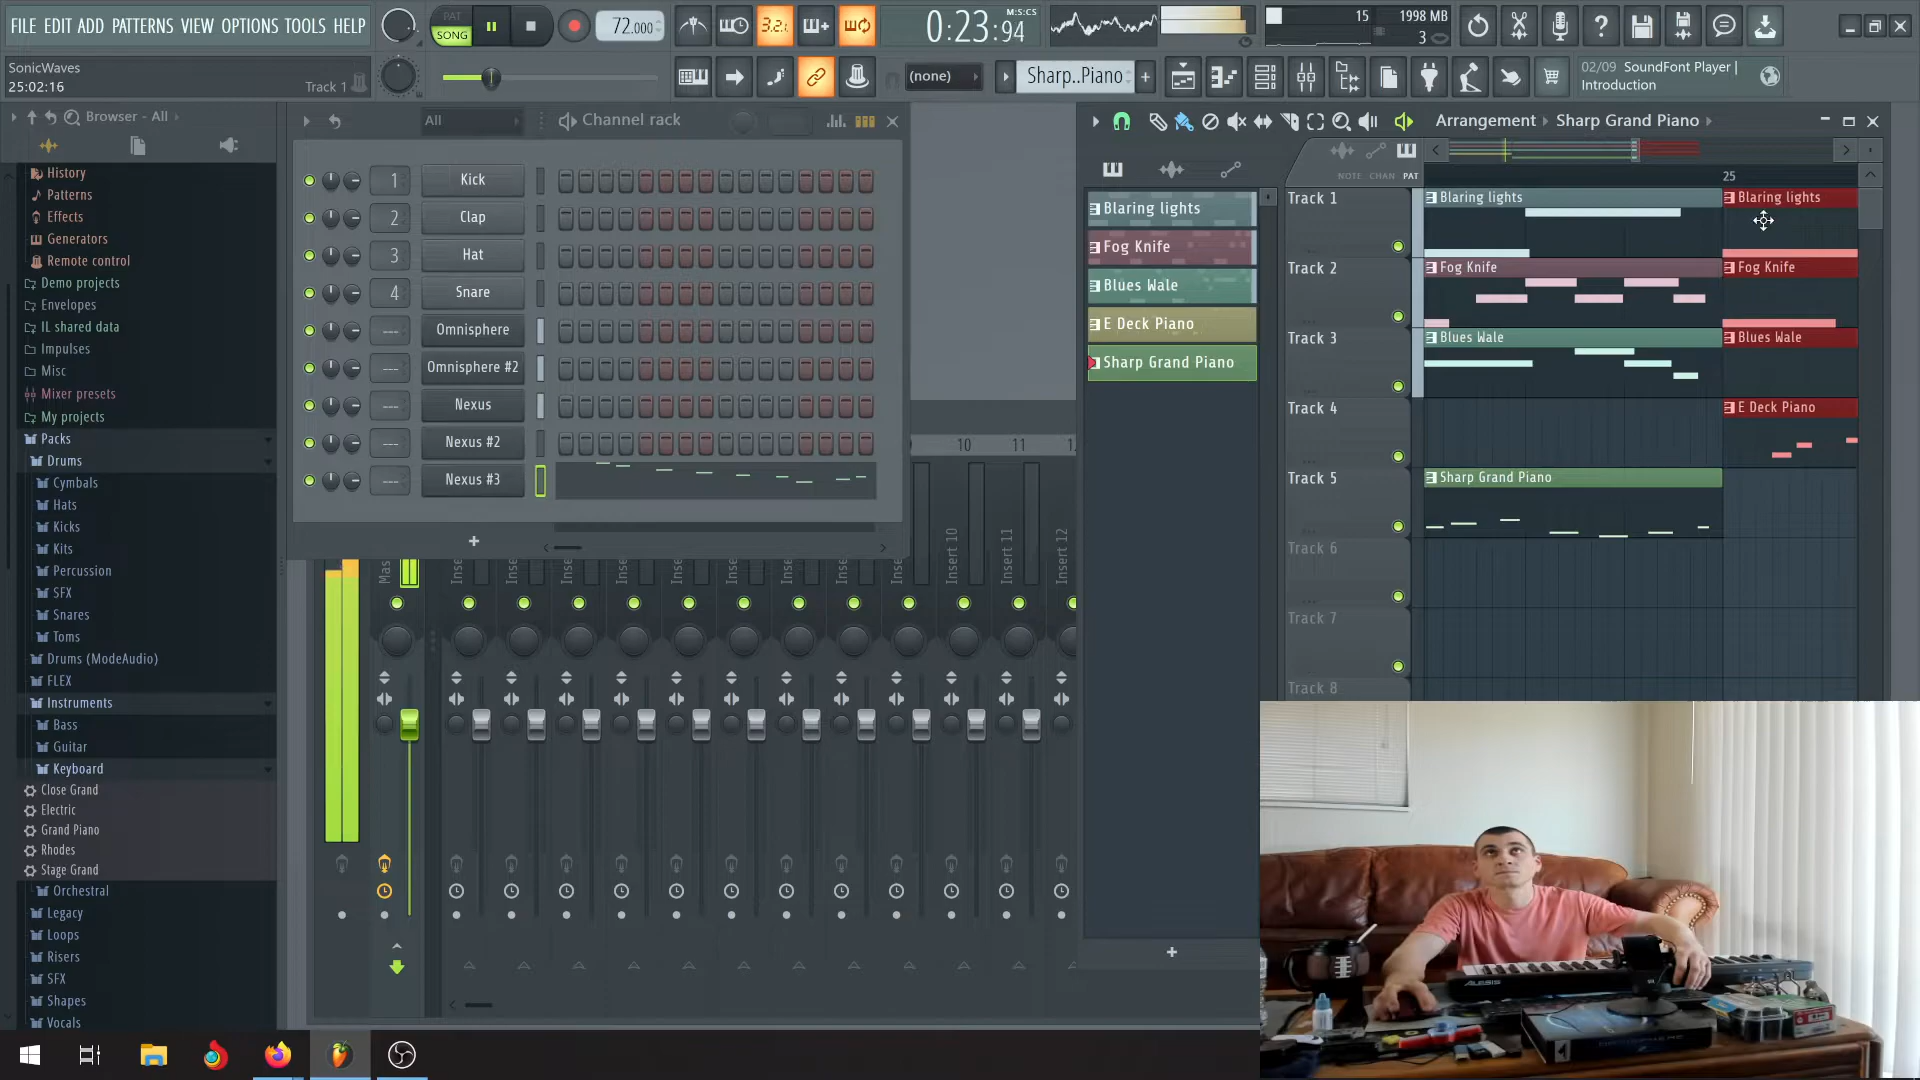 FILE EDIT ADD PATTERNS VIEW OPTIONS TOOLS HELP
PAT
SONG
72.000
3.2.
0:23:94
M:S:CS
15
1998 MB
3
SonicWaves
25:02:16
Track 1
(none)
Sharp..Piano
02/09 SoundFont Player |
Introduction
Browser - All
History
Patterns
Effects
Generators
Remote control
Demo projects
Envelopes
IL shared data
Impulses
Misc
Mixer presets
My projects
Packs
Drums
Cymbals
Hats
Kicks
Kits
Percussion
SFX
Snares
Toms
Drums (ModeAudio)
FLEX
Instruments
Bass
Guitar
Keyboard
Close Grand
Electric
Grand Piano
Rhodes
Stage Grand
Orchestral
Legacy
Loops
Risers
SFX
Shapes
Vocals
All
Channel rack
1 Kick
2 Clap
3 Hat
4 Snare
--- Omnisphere
--- Omnisphere #2
--- Nexus
--- Nexus #2
--- Nexus #3
10
11
Insert 10
Insert 11
Insert 12
Arrangement
Sharp Grand Piano
NOTE CHAN PAT
25
Blaring lights
Fog Knife
Blues Wale
E Deck Piano
Sharp Grand Piano
Track 1
Blaring lights
Blaring lights
Track 2
Fog Knife
Fog Knife
Track 3
Blues Wale
Blues Wale
Track 4
E Deck Piano
Track 5
Sharp Grand Piano
Track 6
Track 7
Track 8
ALESIS